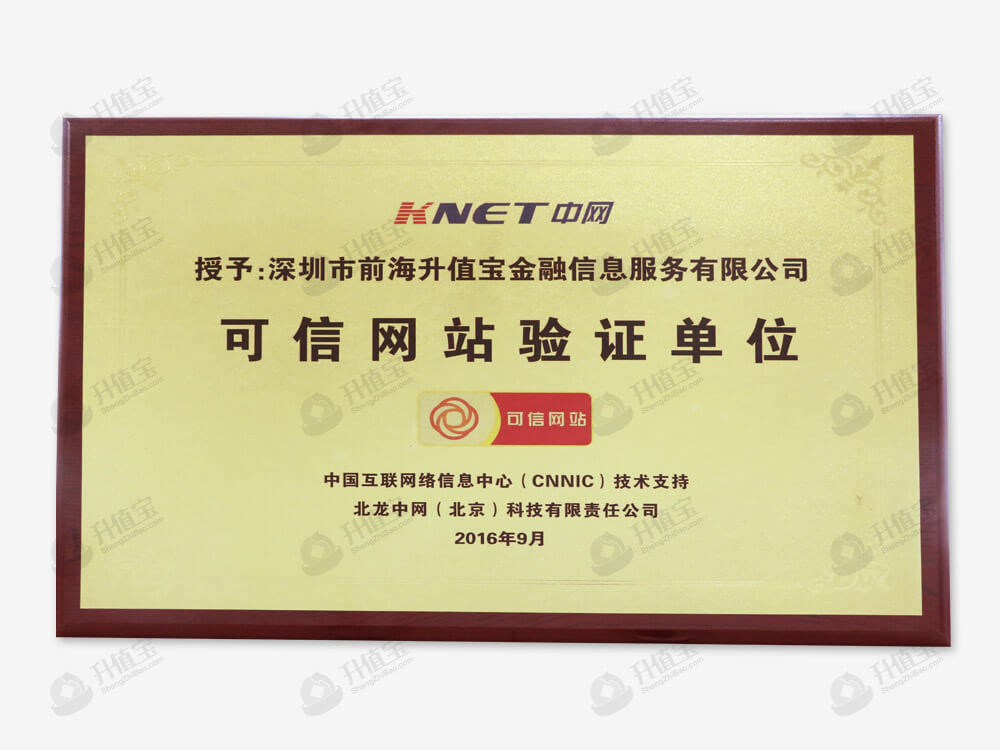 KNET中网
授予:深圳市前海升值宝金融信息服务有限公司
可信网站验证单位
可信网站
中国互联网络信息中心（CNNIC）技术支持
北龙中网（北京）科技有限责任公司
2016年9月
升值宝
ShengZhiBao.com